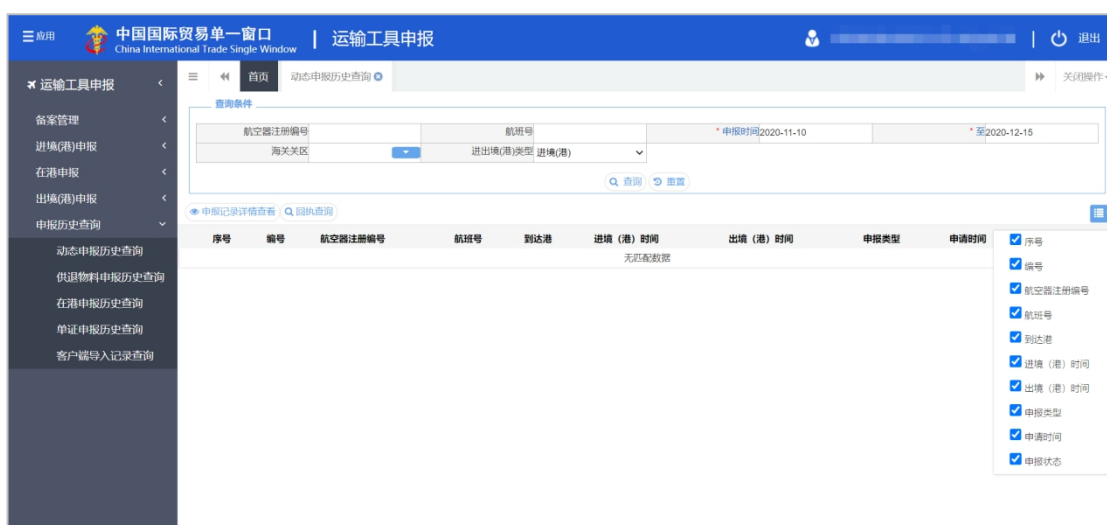 应用
中国国际贸易单一窗口
China International Trade Single Window
运输工具申报
退出
运输工具申报
首页
动态申报历史查询
关闭操作
备案管理
进境(港)申报
在港申报
出境(港)申报
申报历史查询
动态申报历史查询
供退物料申报历史查询
在港申报历史查询
单证申报历史查询
客户端导入记录查询
查询条件
航空器注册编号 航班号 * 申报时间 2020-11-10 * 至 2020-12-15
海关关区 进出境(港)类型 进境(港)
查询 重置
申报记录详情查看 回执查询
序号 编号 航空器注册编号 航班号 到达港 进境（港）时间 出境（港）时间 申报类型 申请时间
无匹配数据
序号
编号
航空器注册编号
航班号
到达港
进境（港）时间
出境（港）时间
申报类型
申请时间
申报状态